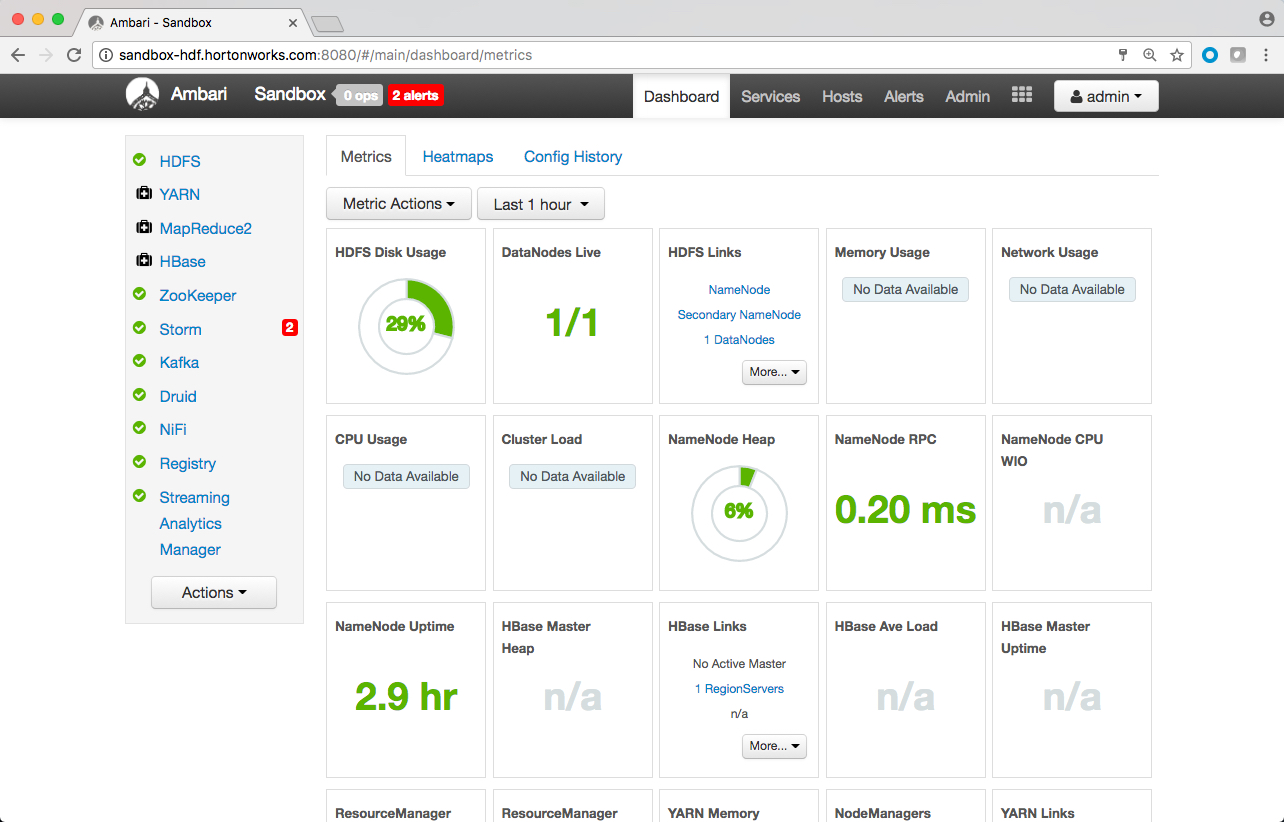 Ambari - Sandbox
sandbox-hdf.hortonworks.com:8080/#/main/dashboard/metrics
Ambari Sandbox 0 ops 2 alerts Dashboard Services Hosts Alerts Admin admin
HDFS
YARN
MapReduce2
HBase
ZooKeeper
Storm 2
Kafka
Druid
NiFi
Registry
Streaming
Analytics
Manager
Actions
Metrics Heatmaps Config History
Metric Actions Last 1 hour
HDFS Disk Usage
29%
DataNodes Live
1/1
HDFS Links
NameNode
Secondary NameNode
1 DataNodes
More...
Memory Usage
No Data Available
Network Usage
No Data Available
CPU Usage
No Data Available
Cluster Load
No Data Available
NameNode Heap
6%
NameNode RPC
0.20 ms
NameNode CPU
WIO
n/a
NameNode Uptime
2.9 hr
HBase Master
Heap
n/a
HBase Links
No Active Master
1 RegionServers
n/a
More...
HBase Ave Load
n/a
HBase Master
Uptime
n/a
ResourceManager
ResourceManager
YARN Memory
NodeManagers
YARN Links